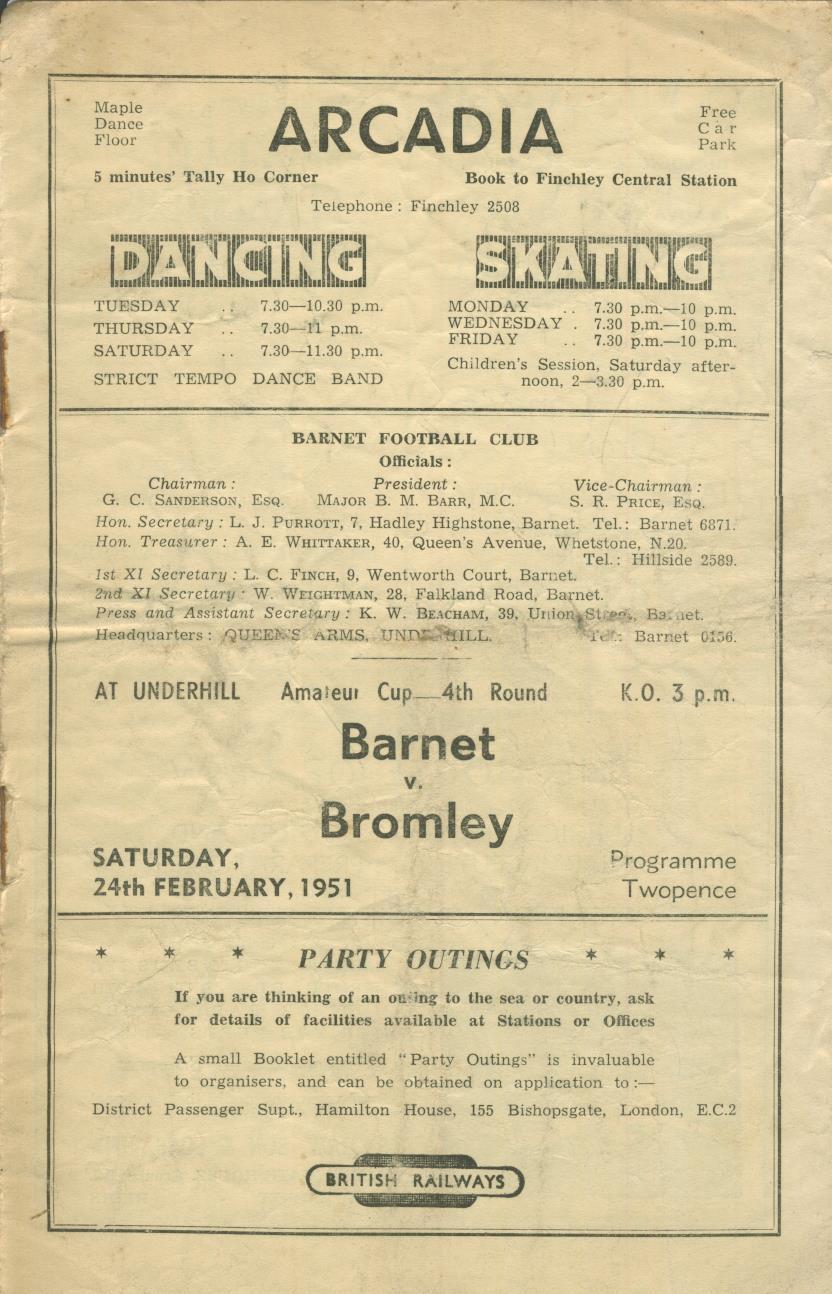 Maple
Dance
Floor
ARCADIA
Free
Car
Park
5 minutes' Tally Ho Corner
Book to Finchley Central Station
Telephone : Finchley 2508
DANCING
TUESDAY .. 7.30—10.30 p.m.
THURSDAY .. 7.30—11 p.m.
SATURDAY .. 7.30—11.30 p.m.
STRICT TEMPO DANCE BAND
SKATING
MONDAY .. 7.30 p.m.—10 p.m.
WEDNESDAY . 7.30 p.m.—10 p.m.
FRIDAY .. 7.30 p.m.—10 p.m.
Children's Session, Saturday after-
noon, 2—3.30 p.m.
BARNET FOOTBALL CLUB
Officials :
Chairman : President : Vice-Chairman :
G. C. SANDERSON, ESQ. MAJOR B. M. BARR, M.C. S. R. PRICE, ESQ.
Hon. Secretary : L. J. PURROTT, 7, Hadley Highstone, Barnet. Tel.: Barnet 6871.
Hon. Treasurer : A. E. WHITTAKER, 40, Queen's Avenue, Whetstone, N.20.
Tel.: Hillside 2589.
1st XI Secretary : L. C. FINCH, 9, Wentworth Court, Barnet.
2nd XI Secretary : W. WEIGHTMAN, 28, Falkland Road, Barnet.
Press and Assistant Secretary : K. W. BEACHAM, 39, Union Street, Barnet.
Headquarters : QUEEN'S ARMS, UNDERHILL. Tel.: Barnet 0156.
AT UNDERHILL Amateur Cup—4th Round K.O. 3 p.m.
Barnet
v.
Bromley
SATURDAY,
24th FEBRUARY, 1951
Programme
Twopence
* * * PARTY OUTINGS * * *
If you are thinking of an outing to the sea or country, ask
for details of facilities available at Stations or Offices
A small Booklet entitled "Party Outings" is invaluable
to organisers, and can be obtained on application to :—
District Passenger Supt., Hamilton House, 155 Bishopsgate, London, E.C.2
BRITISH RAILWAYS